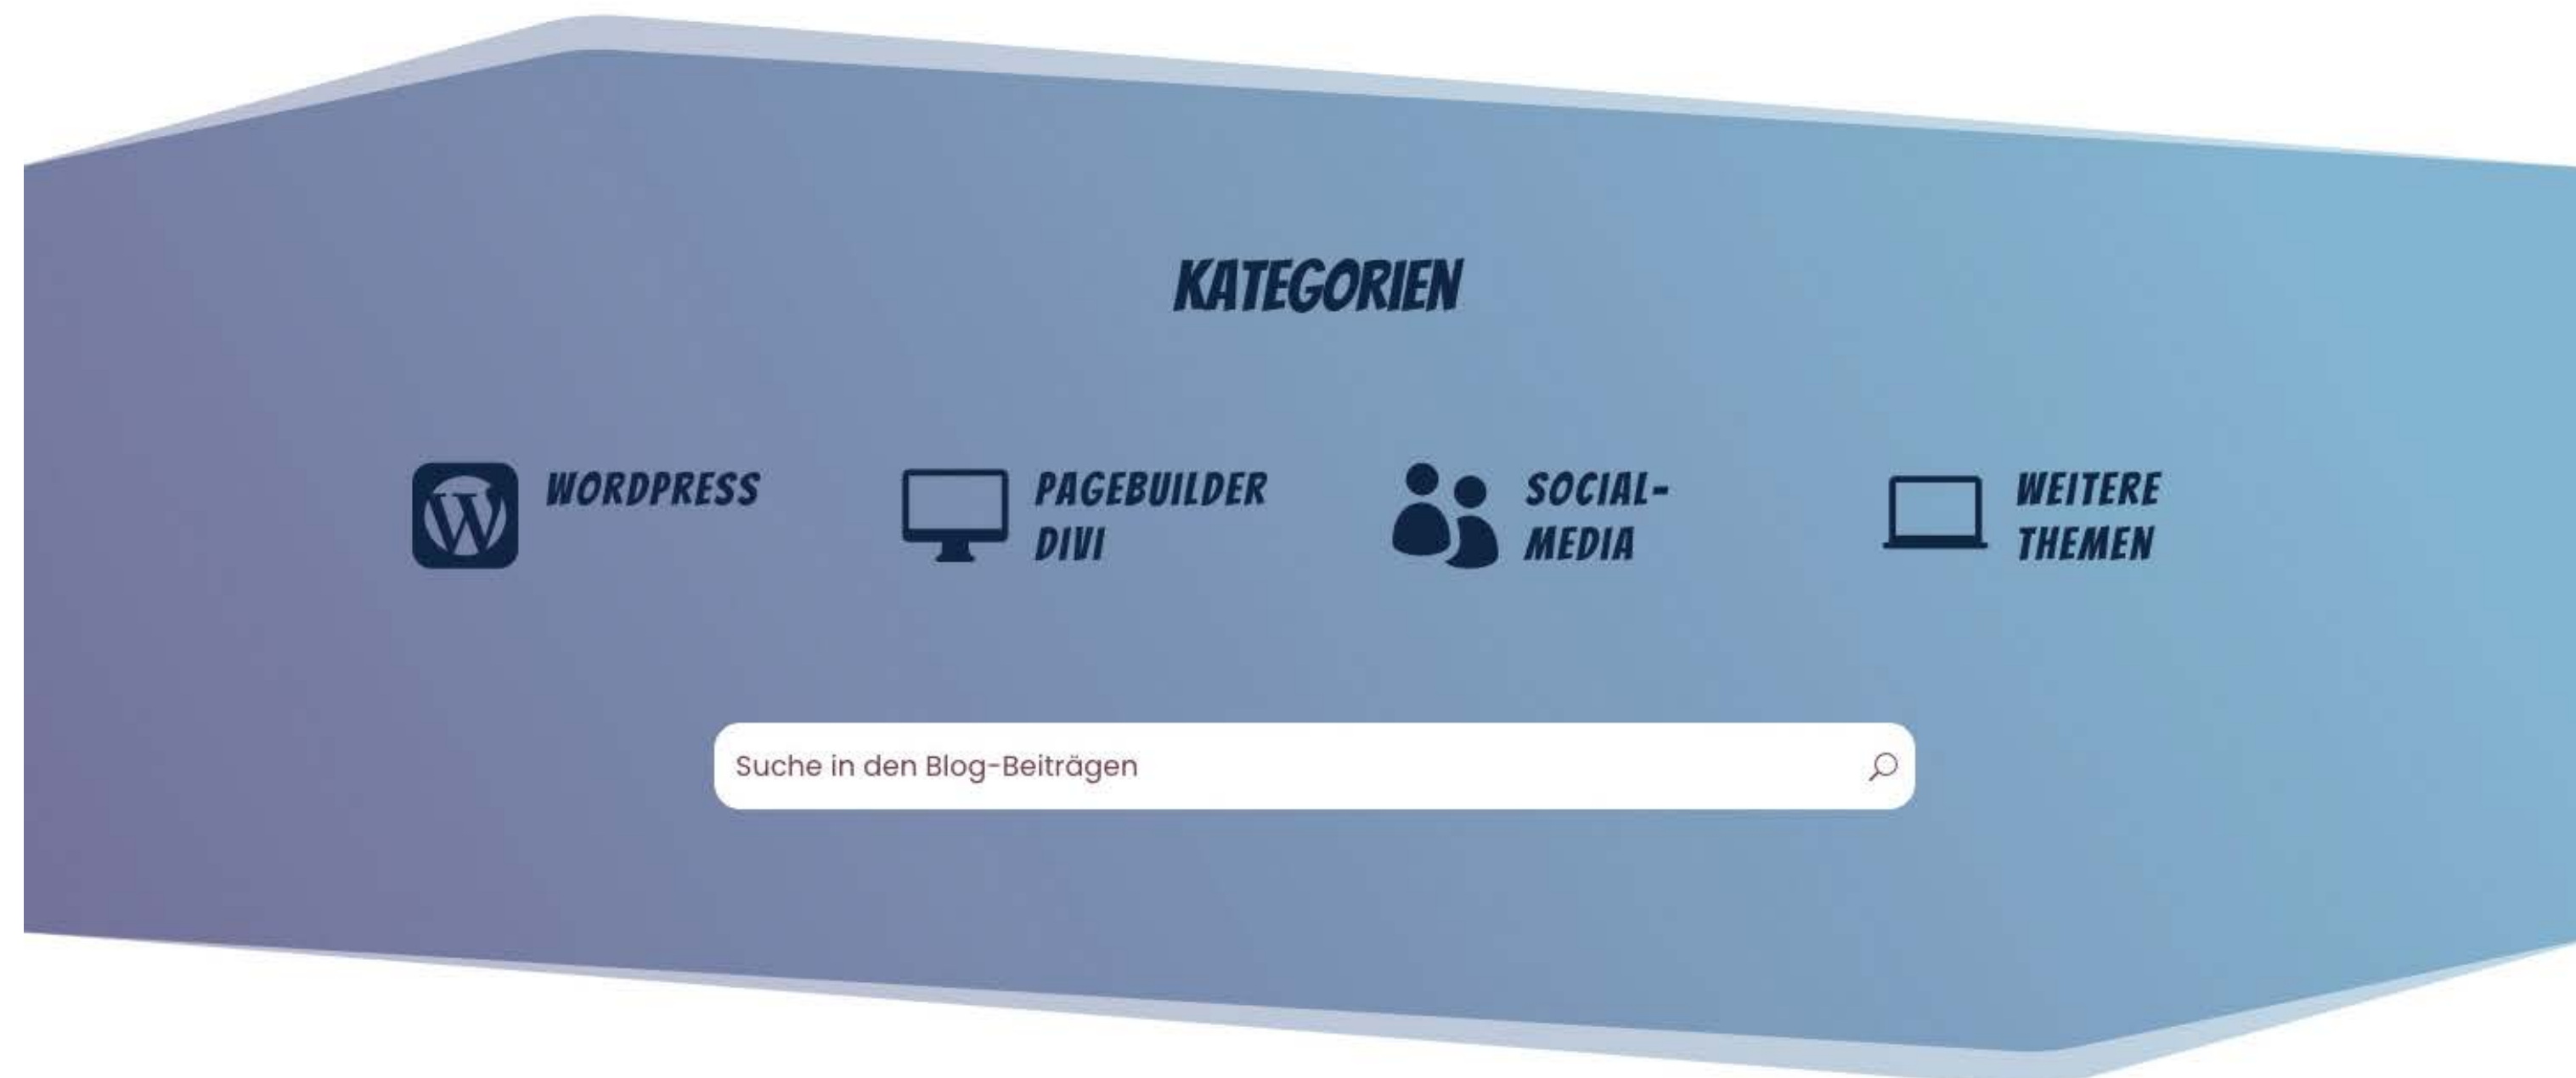 KATEGORIEN
WORDPRESS
PAGEBUILDER
DIVI
SOCIAL-
MEDIA
WEITERE
THEMEN
Suche in den Blog-Beiträgen